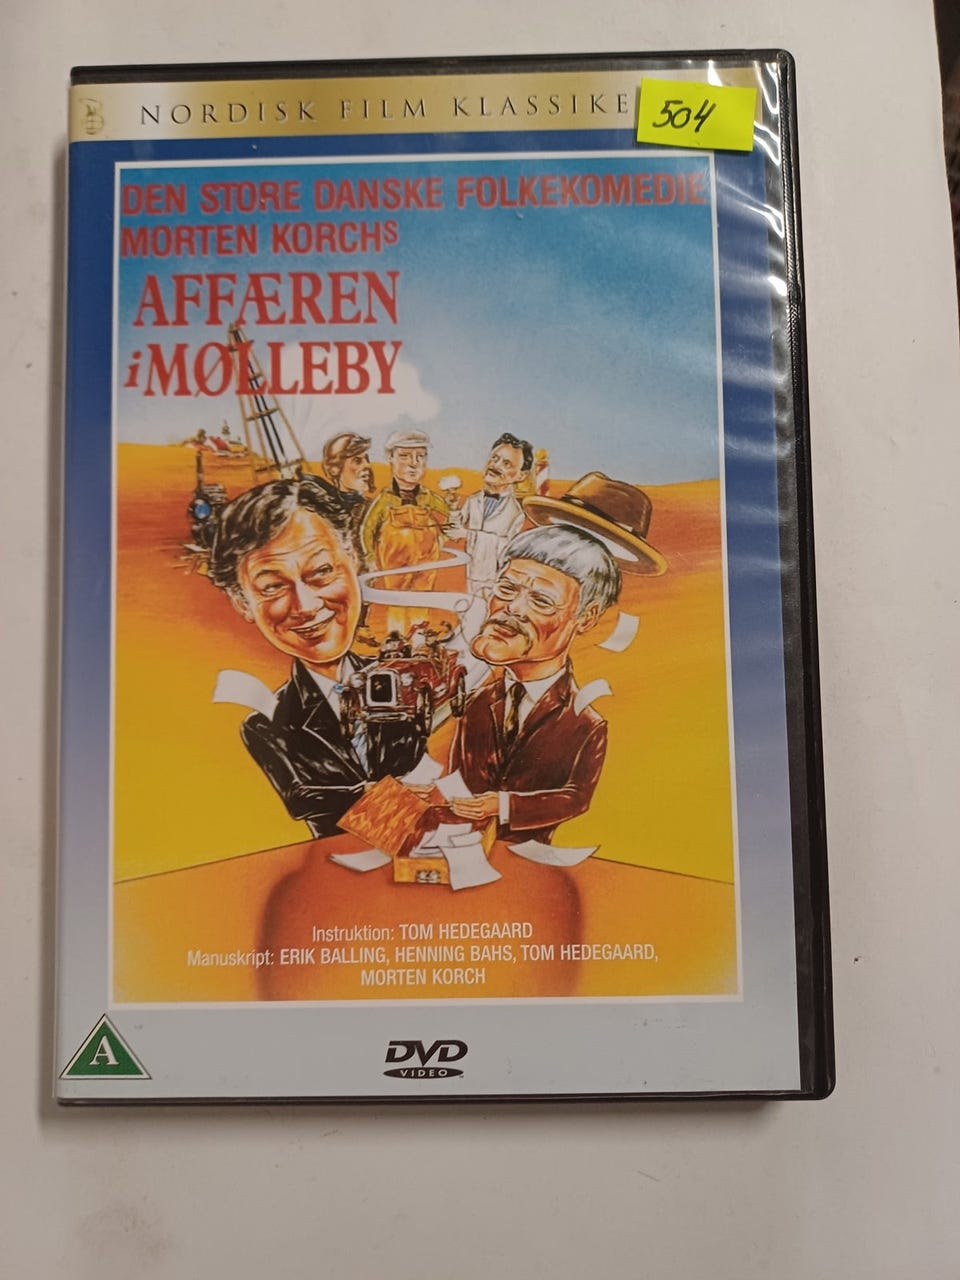 NORDISK FILM KLASSIKE
504
DEN STORE DANSKE FOLKEKOMEDIE
MORTEN KORCHs
AFFÆREN
i MØLLEBY
Instruktion: TOM HEDEGAARD
Manuskript: ERIK BALLING, HENNING BAHS, TOM HEDEGAARD,
MORTEN KORCH
A
DVD
VIDEO